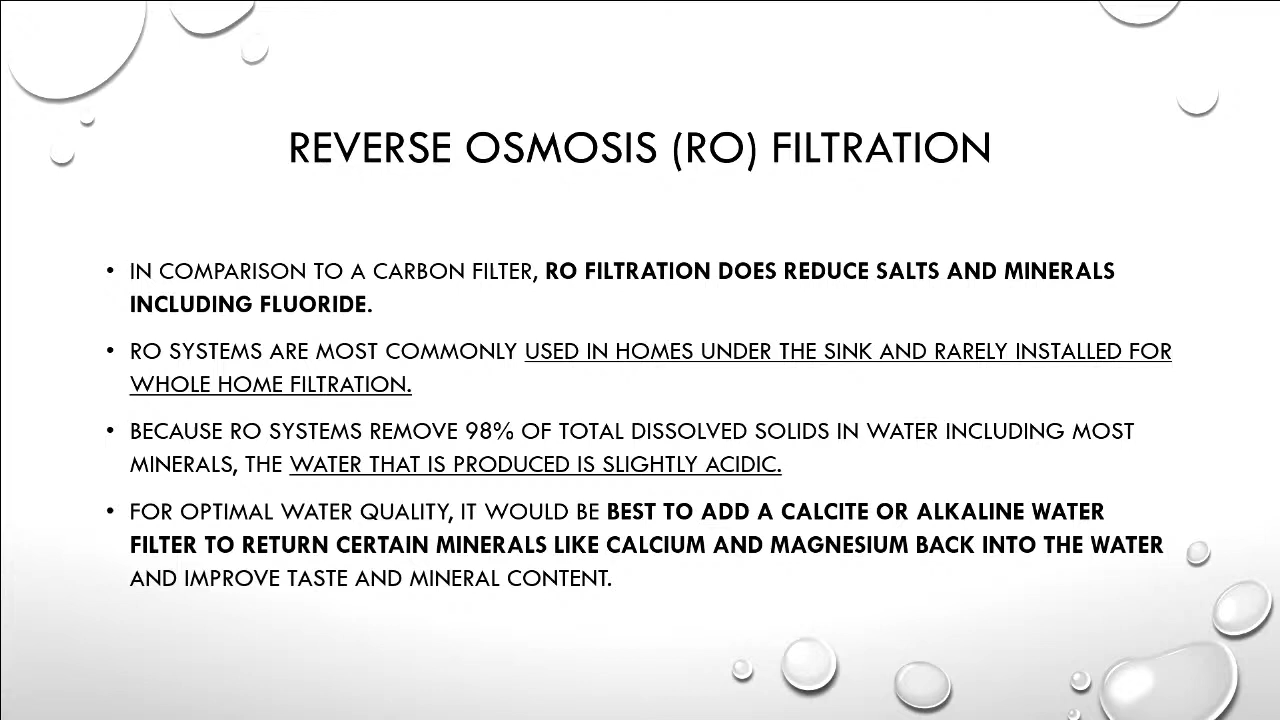 REVERSE OSMOSIS (RO) FILTRATION
• IN COMPARISON TO A CARBON FILTER, RO FILTRATION DOES REDUCE SALTS AND MINERALS
INCLUDING FLUORIDE.
• RO SYSTEMS ARE MOST COMMONLY USED IN HOMES UNDER THE SINK AND RARELY INSTALLED FOR
WHOLE HOME FILTRATION.
• BECAUSE RO SYSTEMS REMOVE 98% OF TOTAL DISSOLVED SOLIDS IN WATER INCLUDING MOST
MINERALS, THE WATER THAT IS PRODUCED IS SLIGHTLY ACIDIC.
• FOR OPTIMAL WATER QUALITY, IT WOULD BE BEST TO ADD A CALCITE OR ALKALINE WATER
FILTER TO RETURN CERTAIN MINERALS LIKE CALCIUM AND MAGNESIUM BACK INTO THE WATER
AND IMPROVE TASTE AND MINERAL CONTENT.